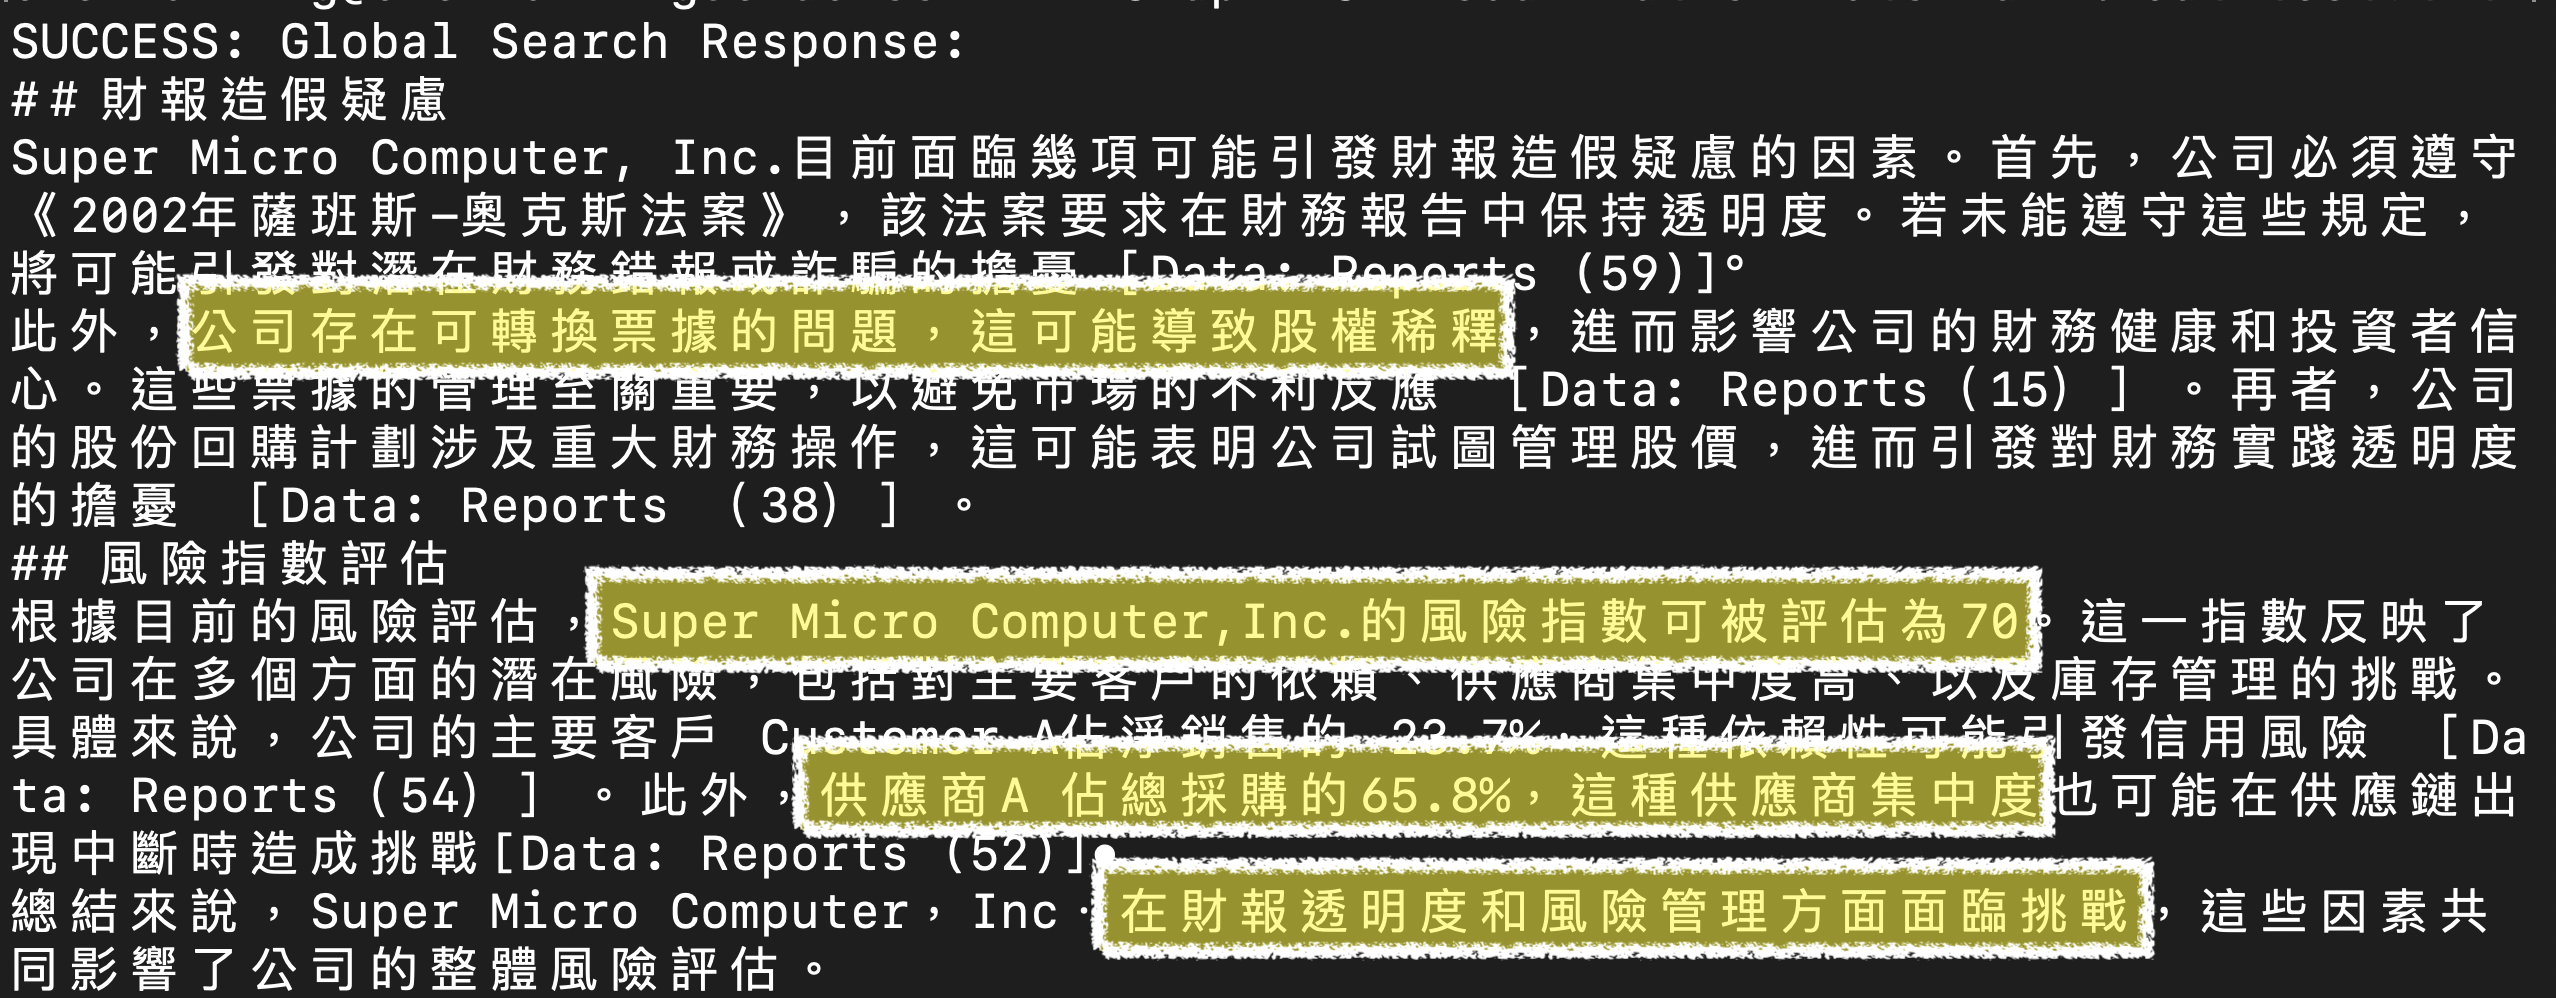 SUCCESS: Global Search Response:
## 財報造假疑慮
Super Micro Computer, Inc.目前面臨幾項可能引發財報造假疑慮的因素。首先，公司必須遵守
《2002年薩班斯—奧克斯法案》，該法案要求在財務報告中保持透明度。若未能遵守這些規定，
將可能引發對潛在財務錯報或詐騙的擔憂 [Data: Reports (59)]°
此外，公司存在可轉換票據的問題，這可能導致股權稀釋，進而影響公司的財務健康和投資者信
心。這些票據的管理至關重要，以避免市場的不利反應 [Data: Reports (15) ] 。再者，公司
的股份回購計劃涉及重大財務操作，這可能表明公司試圖管理股價，進而引發對財務實踐透明度
的擔憂 [Data: Reports (38) ] 。
## 風險指數評估
根據目前的風險評估，Super Micro Computer,Inc.的風險指數可被評估為70。這一指數反映了
公司在多個方面的潛在風險，包括對主要客戶的依賴、供應商集中度高、以及庫存管理的挑戰。
具體來說，公司的主要客戶 Customer A佔淨銷售的 23.7%，這種依賴性可能引發信用風險 [Da
ta: Reports (54) ] 。此外，供應商A 佔總採購的65.8%，這種供應商集中度也可能在供應鏈出
現中斷時造成挑戰[Data: Reports (52)]•
總結來說，Super Micro Computer，Inc·在財報透明度和風險管理方面面臨挑戰，這些因素共
同影響了公司的整體風險評估。